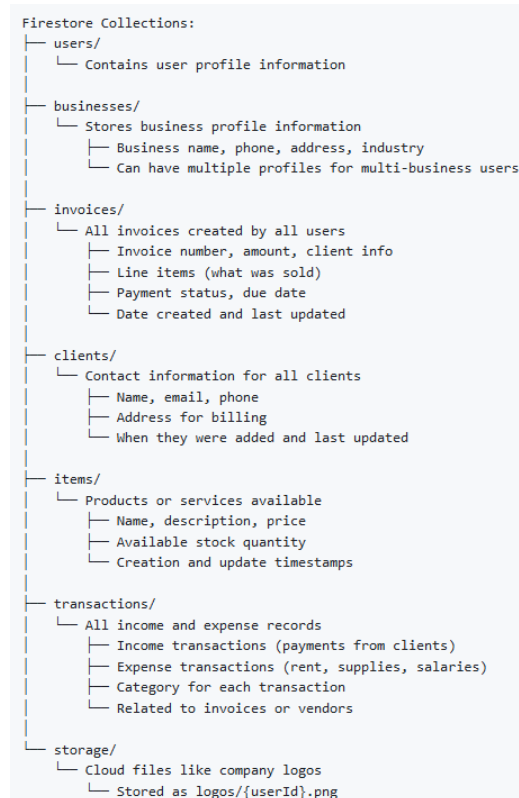 Firestore Collections:
├── users/
│   └── Contains user profile information
│
├── businesses/
│   └── Stores business profile information
│       ├── Business name, phone, address, industry
│       └── Can have multiple profiles for multi-business users
│
├── invoices/
│   └── All invoices created by all users
│       ├── Invoice number, amount, client info
│       ├── Line items (what was sold)
│       ├── Payment status, due date
│       └── Date created and last updated
│
├── clients/
│   └── Contact information for all clients
│       ├── Name, email, phone
│       ├── Address for billing
│       └── When they were added and last updated
│
├── items/
│   └── Products or services available
│       ├── Name, description, price
│       ├── Available stock quantity
│       └── Creation and update timestamps
│
├── transactions/
│   └── All income and expense records
│       ├── Income transactions (payments from clients)
│       ├── Expense transactions (rent, supplies, salaries)
│       ├── Category for each transaction
│       └── Related to invoices or vendors
│
└── storage/
    └── Cloud files like company logos
        └── Stored as logos/{userId}.png